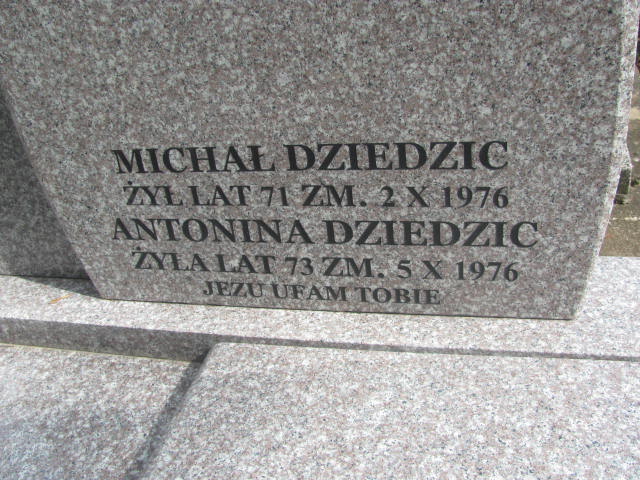 MICHAŁ DZIEDZIC
ŻYŁ LAT 71 ZM. 2 X 1976
ANTONINA DZIEDZIC
ŻYŁA LAT 73 ZM. 5 X 1976
JEZU UFAM TOBIE